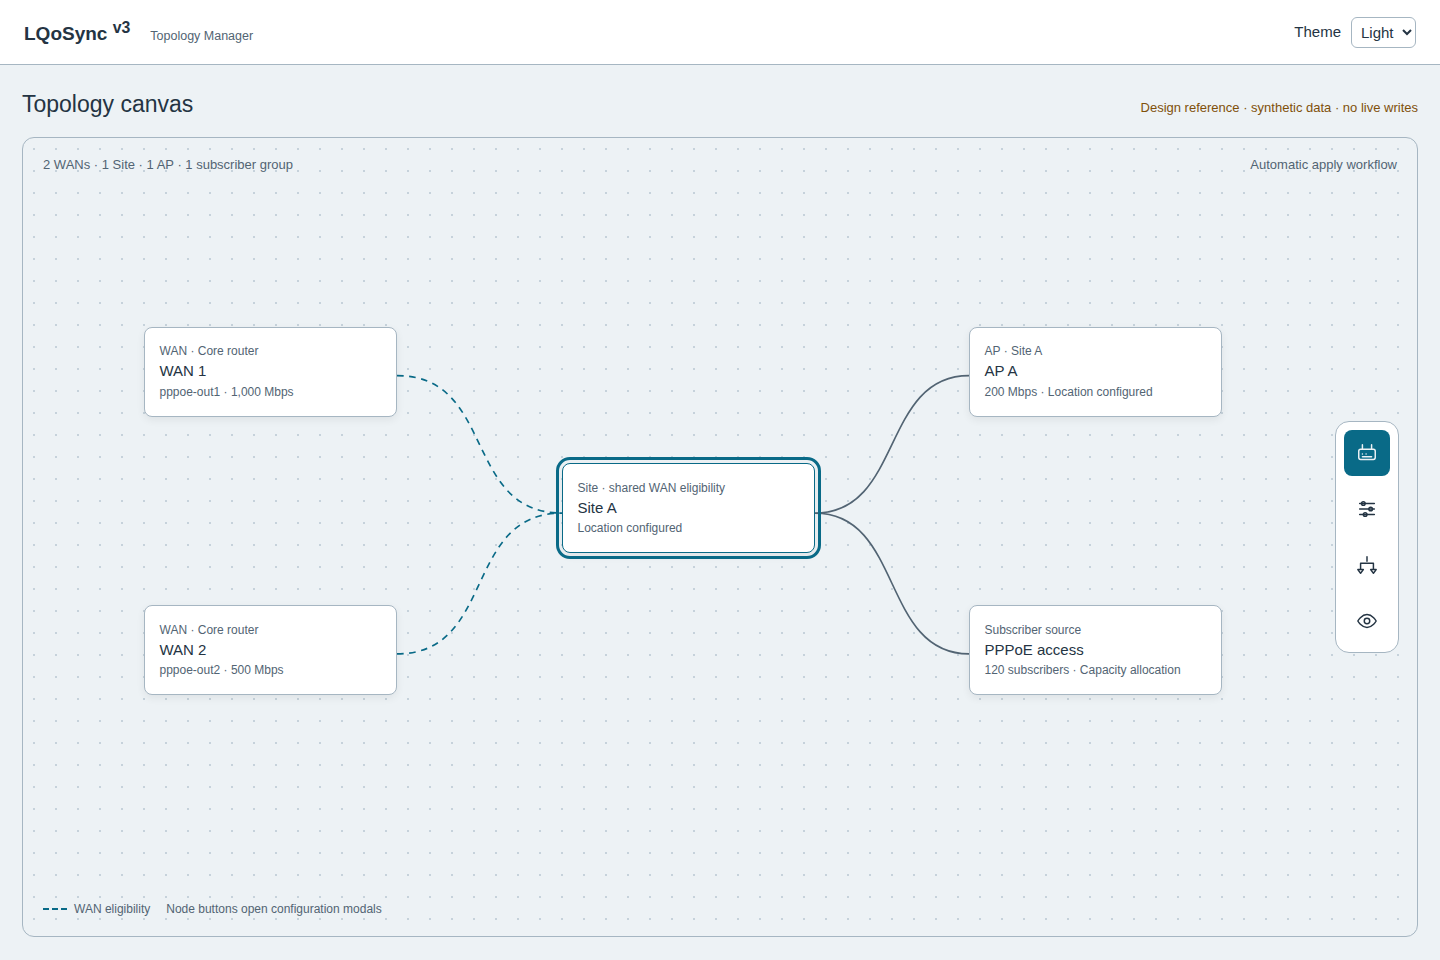 LQoSync v3
Topology Manager
Theme
Light
Topology canvas
Design reference · synthetic data · no live writes
2 WANs · 1 Site · 1 AP · 1 subscriber group
Automatic apply workflow
WAN · Core router
WAN 1
pppoe-out1 · 1,000 Mbps
AP · Site A
AP A
200 Mbps · Location configured
Site · shared WAN eligibility
Site A
Location configured
WAN · Core router
WAN 2
pppoe-out2 · 500 Mbps
Subscriber source
PPPoE access
120 subscribers · Capacity allocation
WAN eligibility
Node buttons open configuration modals